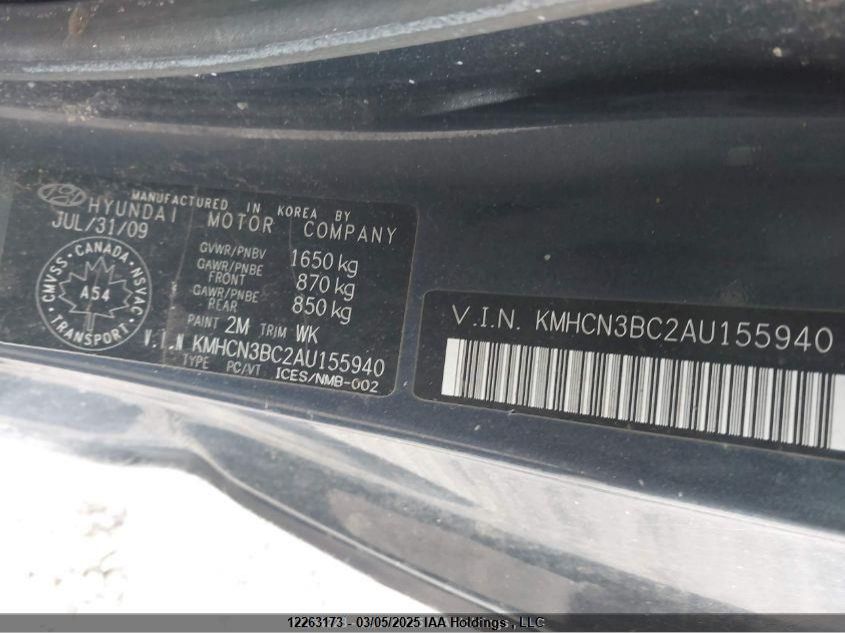 MANUFACTURED IN KOREA BY
HYUNDAI MOTOR COMPANY
JUL/31/09
GVWR/PNBV 1650 kg
GAWR/PNBE FRONT 870 kg
GAWR/PNBE REAR 850 kg
PAINT 2M TRIM WK
V.I.N KMHCN3BC2AU155940
TYPE PC/VT ICES/NMB-002
CANADA
CMVSS NSVAC
A54
TRANSPORT
V.I.N. KMHCN3BC2AU155940
12263173 - 03/05/2025 IAA Holdings , LLC